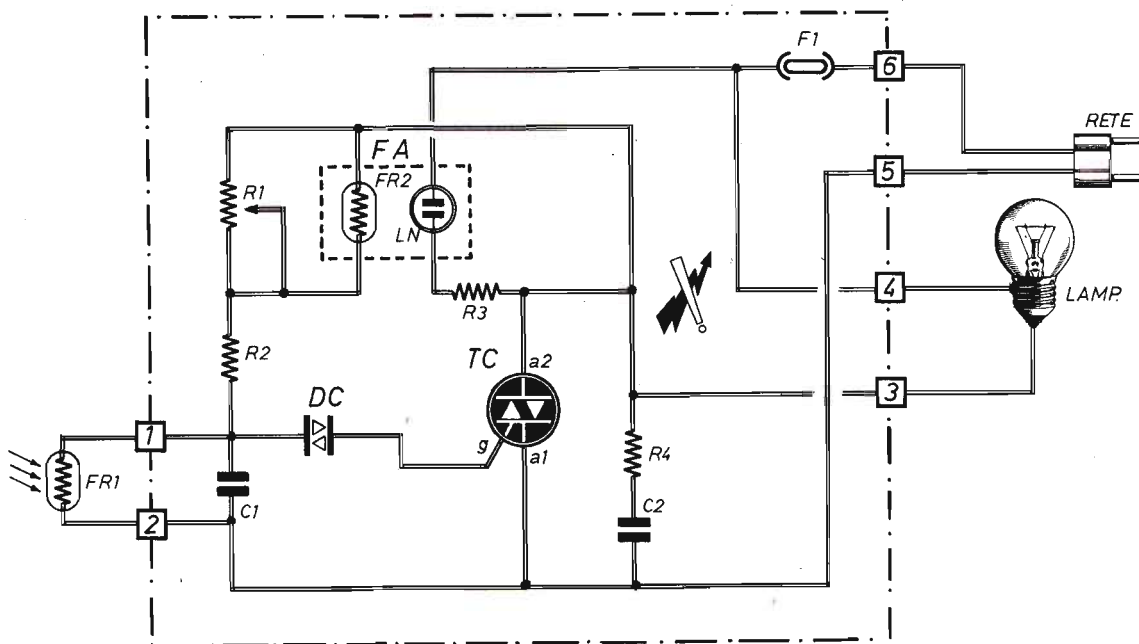 F1
6
RETE
FA
5
R1
FR2
LN
4
LAMP.
R3
R2
TC
a2
DC
3
1
g
a1
R4
FR1
C1
C2
2